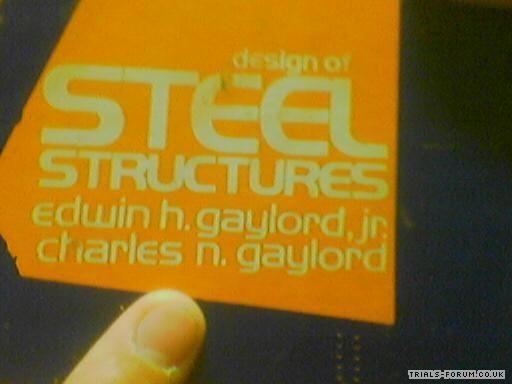 design of
STEEL
STRUCTURES
edwin h. gaylord, jr.
charles n. gaylord
TRIALS-FORUM.CO.UK